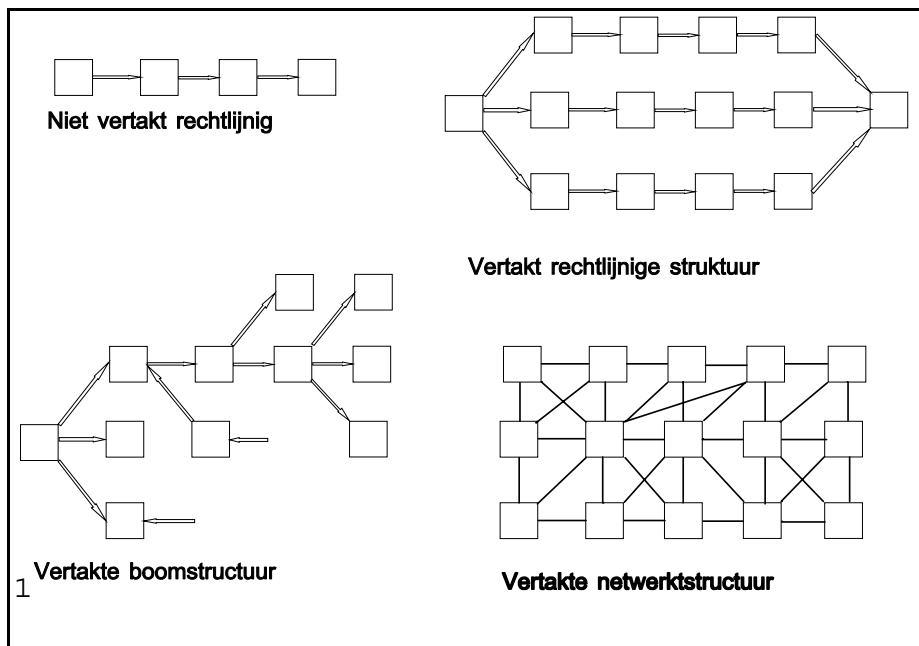 Niet vertakt rechtlijnig
Vertakt rechtlijnige struktuur
Vertakte boomstructuur
Vertakte netwerktstructuur
1